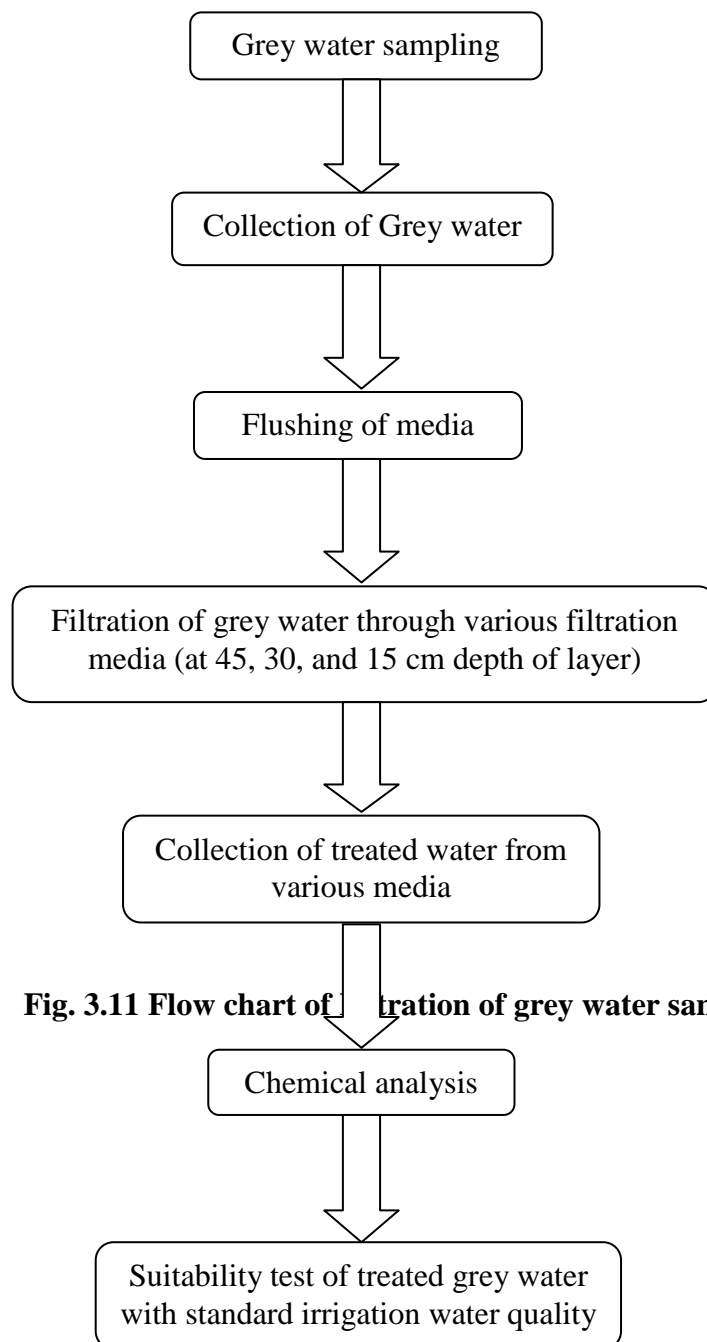 Grey water sampling
Collection of Grey water
Flushing of media
Filtration of grey water through various filtration
media (at 45, 30, and 15 cm depth of layer)
Collection of treated water from
various media
Fig. 3.11 Flow chart of of grey water
Chemical analysis
Suitability test of treated grey water
with standard irrigation water quality